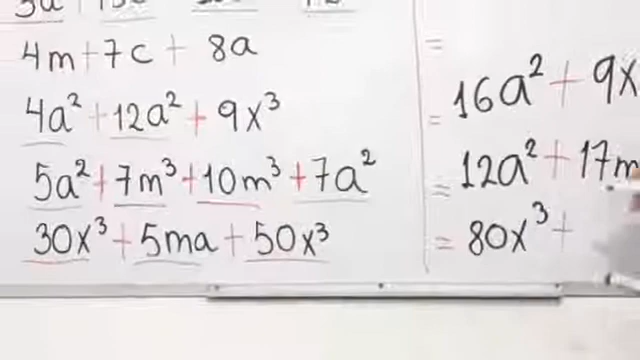 4m+7c+ 8a =
4a²+12a²+9x³ = 16a²+9x
5a²+7m³+10m³+7a² = 12a²+17m
30x³+5ma+50x³ = 80x³+